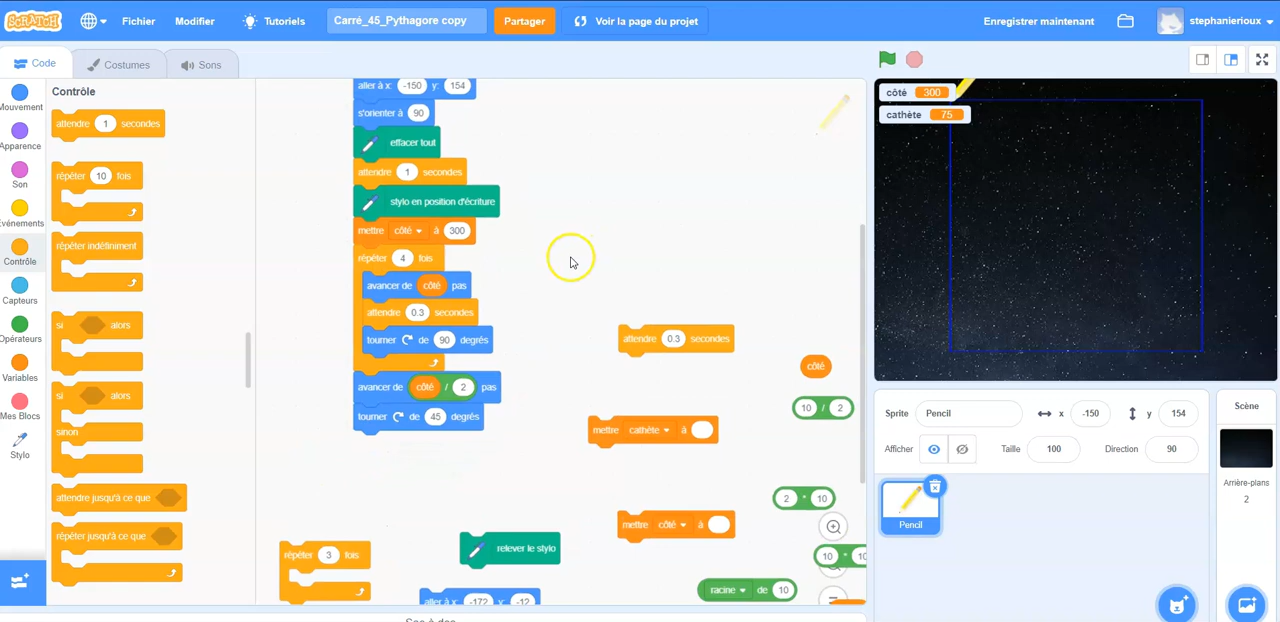 SCRATCH Fichier Modifier Tutoriels Carré_45_Pythagore copy Partager Voir la page du projet Enregistrer maintenant stephanierioux
Code Costumes Sons
Mouvement
Apparence
Son
Événements
Contrôle
Capteurs
Opérateurs
Variables
Mes Blocs
Stylo
Contrôle
attendre 1 secondes
répéter 10 fois
répéter indéfiniment
si alors
si alors
sinon
attendre jusqu'à ce que
répéter jusqu'à ce que
aller à x: -150 y: 154
s'orienter à 90
effacer tout
attendre 1 secondes
stylo en position d'écriture
mettre côté à 300
répéter 4 fois
avancer de côté pas
attendre 0.3 secondes
tourner de 90 degrés
avancer de côté / 2 pas
tourner de 45 degrés
attendre 0.3 secondes
côté
10 / 2
mettre cathète à
2 * 10
mettre côté à
relever le stylo
répéter 3 fois
10 * 10
racine de 10
aller à x: -172 y: -12
côté 300
cathète 75
Sprite Pencil x -150 y 154
Afficher Taille 100 Direction 90
Pencil
Scène
Arrière-plans
2